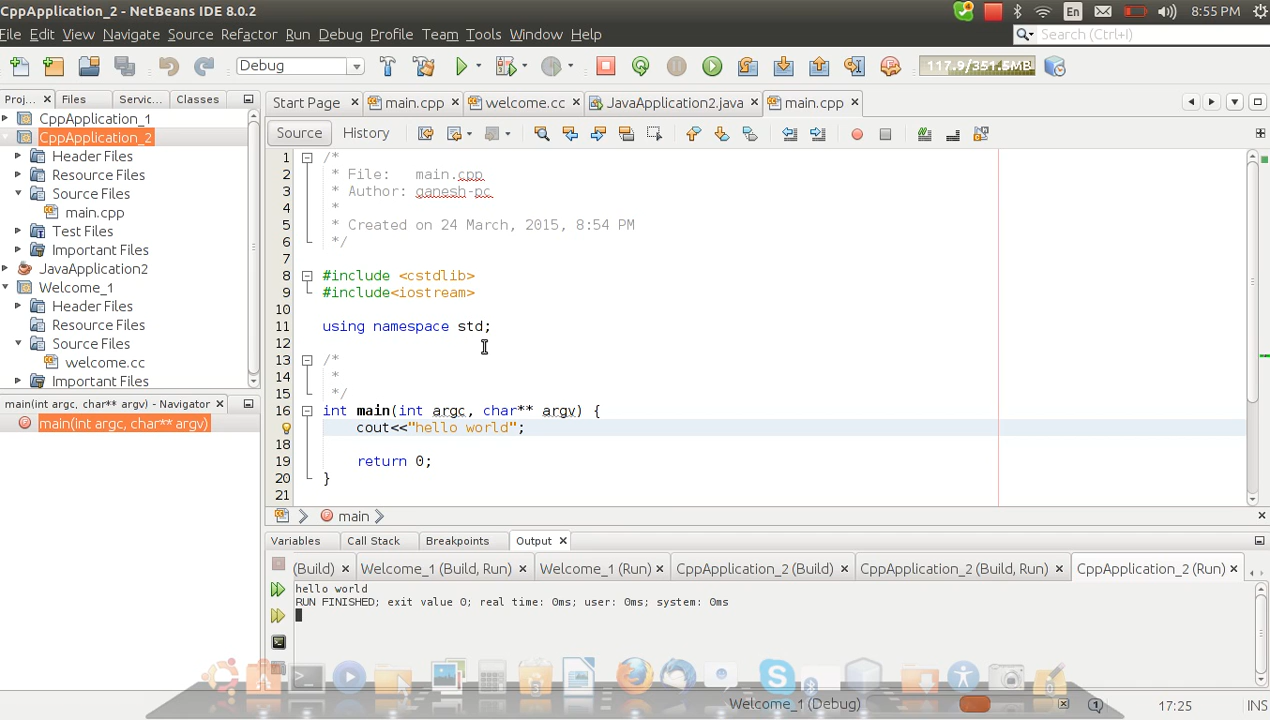 CppApplication_2 - NetBeans IDE 8.0.2
En
8:55 PM
File Edit View Navigate Source Refactor Run Debug Profile Team Tools Window Help
Search (Ctrl+I)
Debug
117.9/351.5MB
Proj... Files Servic... Classes
Start Page main.cpp welcome.cc JavaApplication2.java main.cpp
Source History
CppApplication_1
CppApplication_2
Header Files
Resource Files
Source Files
main.cpp
Test Files
Important Files
JavaApplication2
Welcome_1
Header Files
Resource Files
Source Files
welcome.cc
Important Files
main(int argc, char** argv) - Navigator
main(int argc, char** argv)
1 /*
2 * File:   main.cpp
3 * Author: ganesh-pc
4 *
5 * Created on 24 March, 2015, 8:54 PM
6 */
7
8 #include <cstdlib>
9 #include<iostream>
10
11 using namespace std;
12
13 /*
14 *
15 */
16 int main(int argc, char** argv) {
cout<<"hello world";
18
19 return 0;
20 }
21
main
Variables Call Stack Breakpoints Output
(Build) Welcome_1 (Build, Run) Welcome_1 (Run) CppApplication_2 (Build) CppApplication_2 (Build, Run) CppApplication_2 (Run)
hello world
RUN FINISHED; exit value 0; real time: 0ms; user: 0ms; system: 0ms
Welcome_1 (Debug)
1
17:25
INS